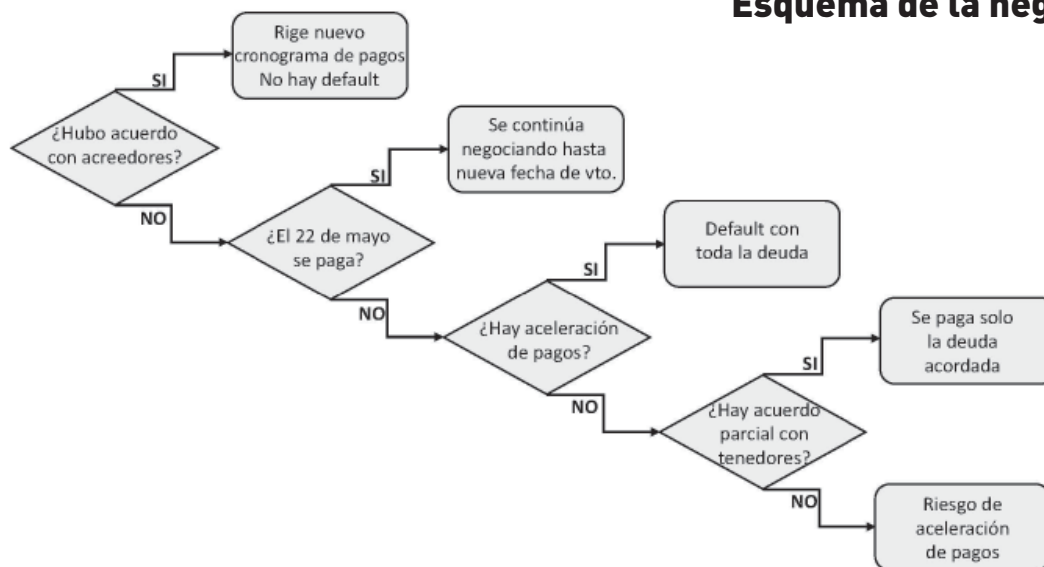 Esquema de la neg
Rige nuevo
cronograma de pagos
No hay default
SI
¿Hubo acuerdo
con acreedores?
NO
Se continúa
negociando hasta
nueva fecha de vto.
SI
¿El 22 de mayo
se paga?
NO
Default con
toda la deuda
SI
¿Hay aceleración
de pagos?
NO
Se paga solo
la deuda
acordada
SI
¿Hay acuerdo
parcial con
tenedores?
NO
Riesgo de
aceleración
de pagos